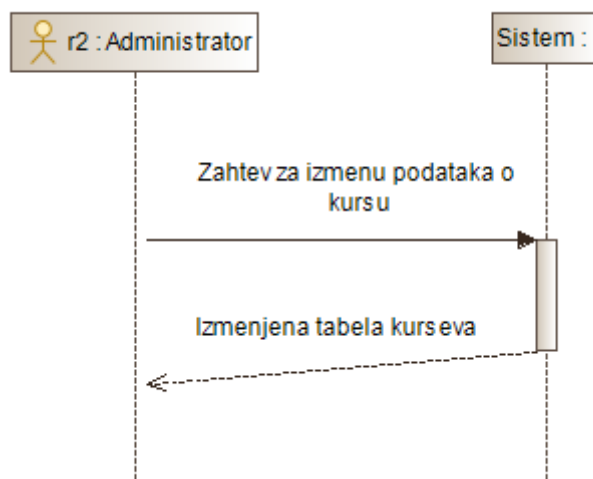 r2 : Administrator
Sistem :
Zahtev za izmenu podataka o
kursu
Izmenjena tabela kurseva